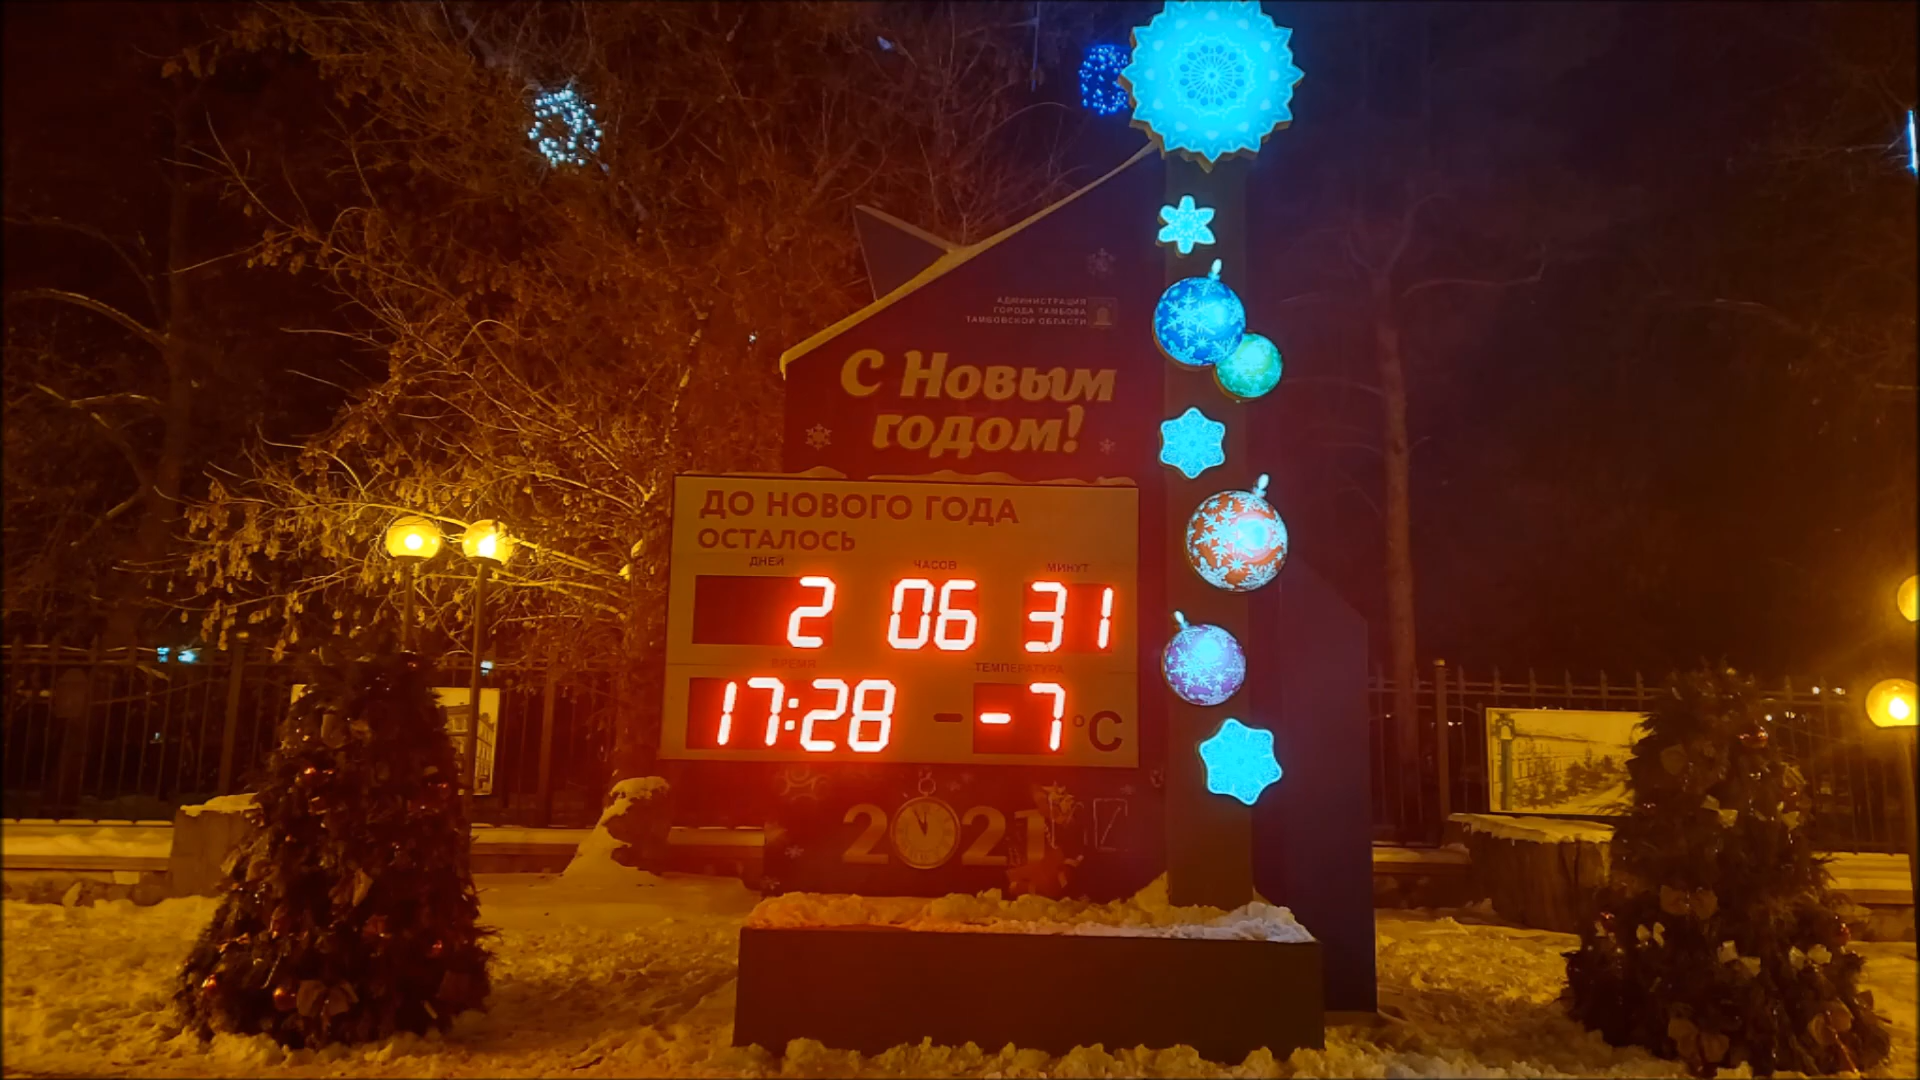 АДМИНИСТРАЦИЯ
ГОРОДА ТАМБОВА
ТАМБОВСКОЙ ОБЛАСТИ
С Новым
годом!
ДО НОВОГО ГОДА
ОСТАЛОСЬ
ДНЕЙ ЧАСОВ МИНУТ
2 06 31
ВРЕМЯ ТЕМПЕРАТУРА
17:28 - -7 °C
2021